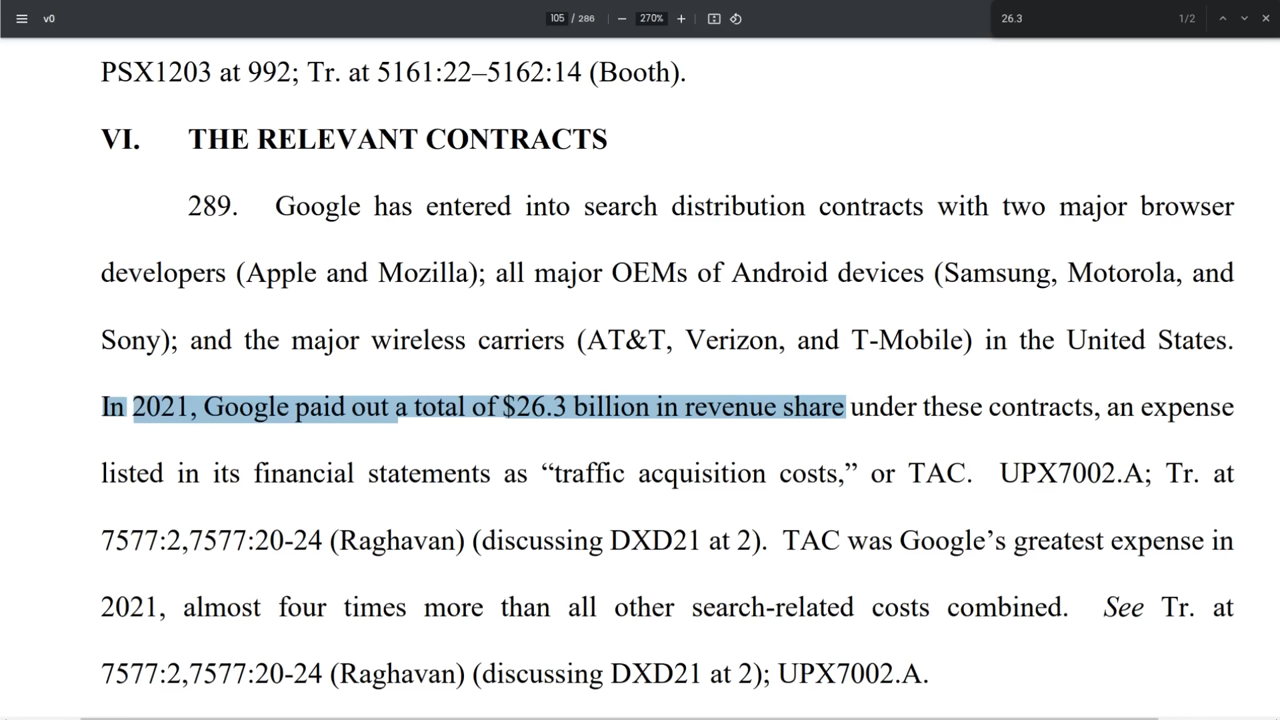 v0 105 / 286 270% 26.3 1/2
PSX1203 at 992; Tr. at 5161:22–5162:14 (Booth).
VI. THE RELEVANT CONTRACTS
289. Google has entered into search distribution contracts with two major browser
developers (Apple and Mozilla); all major OEMs of Android devices (Samsung, Motorola, and
Sony); and the major wireless carriers (AT&T, Verizon, and T-Mobile) in the United States.
In 2021, Google paid out a total of $26.3 billion in revenue share under these contracts, an expense
listed in its financial statements as “traffic acquisition costs,” or TAC. UPX7002.A; Tr. at
7577:2,7577:20-24 (Raghavan) (discussing DXD21 at 2). TAC was Google’s greatest expense in
2021, almost four times more than all other search-related costs combined. See Tr. at
7577:2,7577:20-24 (Raghavan) (discussing DXD21 at 2); UPX7002.A.